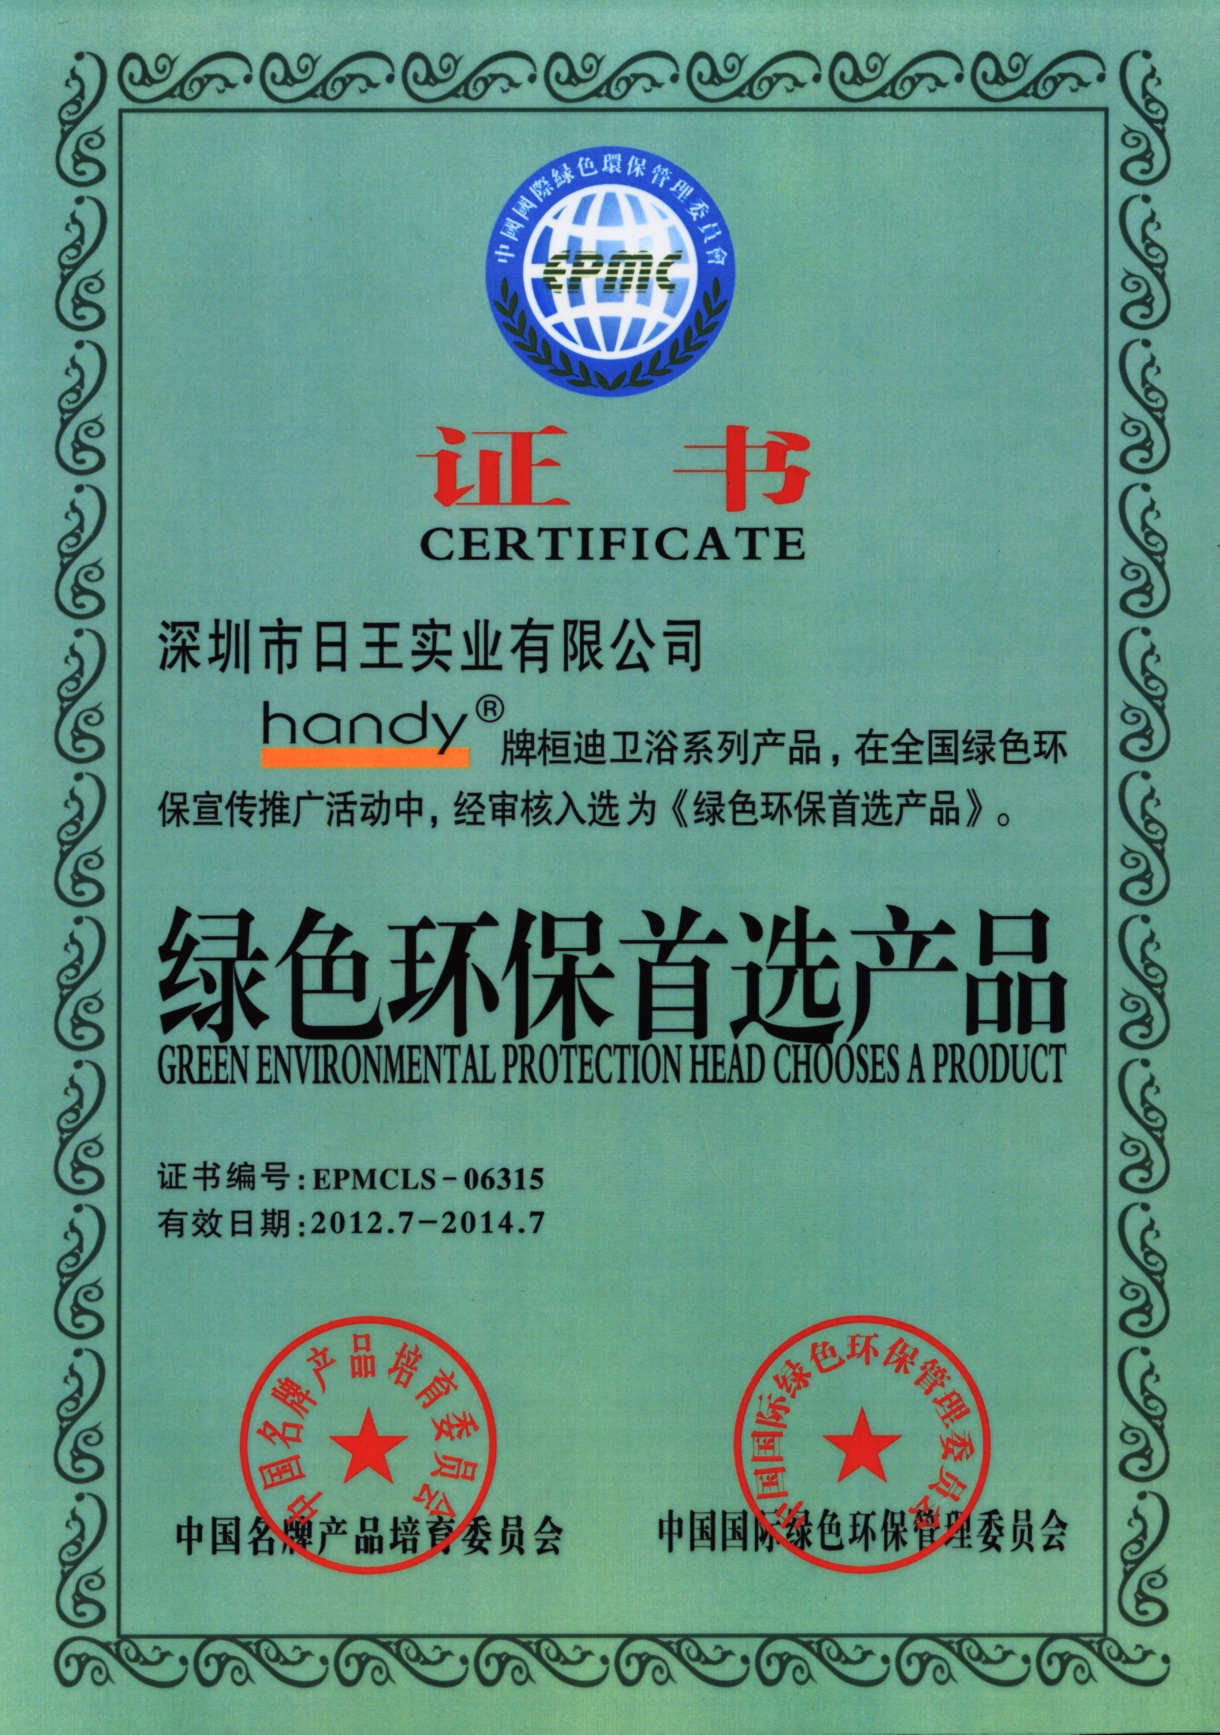 中國國際綠色環保管理委員會
EPMC
证书
CERTIFICATE
深圳市日王实业有限公司
handy®牌桓迪卫浴系列产品，在全国绿色环
保宣传推广活动中，经审核入选为《绿色环保首选产品》。
绿色环保首选产品
GREEN ENVIRONMENTAL PROTECTION HEAD CHOOSES A PRODUCT
证书编号:EPMCLS-06315
有效日期:2012.7-2014.7
中国名牌产品培育委员会
中国国际绿色环保管理委员会
中国名牌产品培育委员会
中国国际绿色环保管理委员会